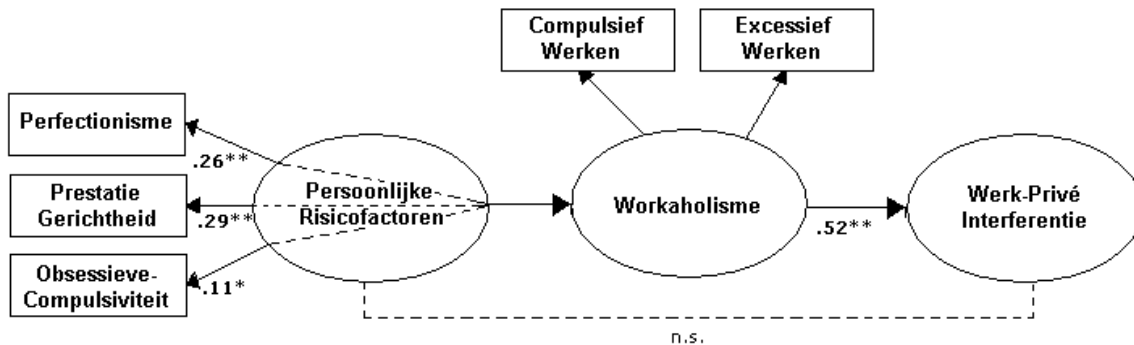 Compulsief
Werken
Excessief
Werken
Perfectionisme
.26**
Prestatie
Gerichtheid
.29**
Obsessieve-
Compulsiviteit
.11*
Persoonlijke
Risicofactoren
Workaholisme
.52**
Werk-Privé
Interferentie
n.s.